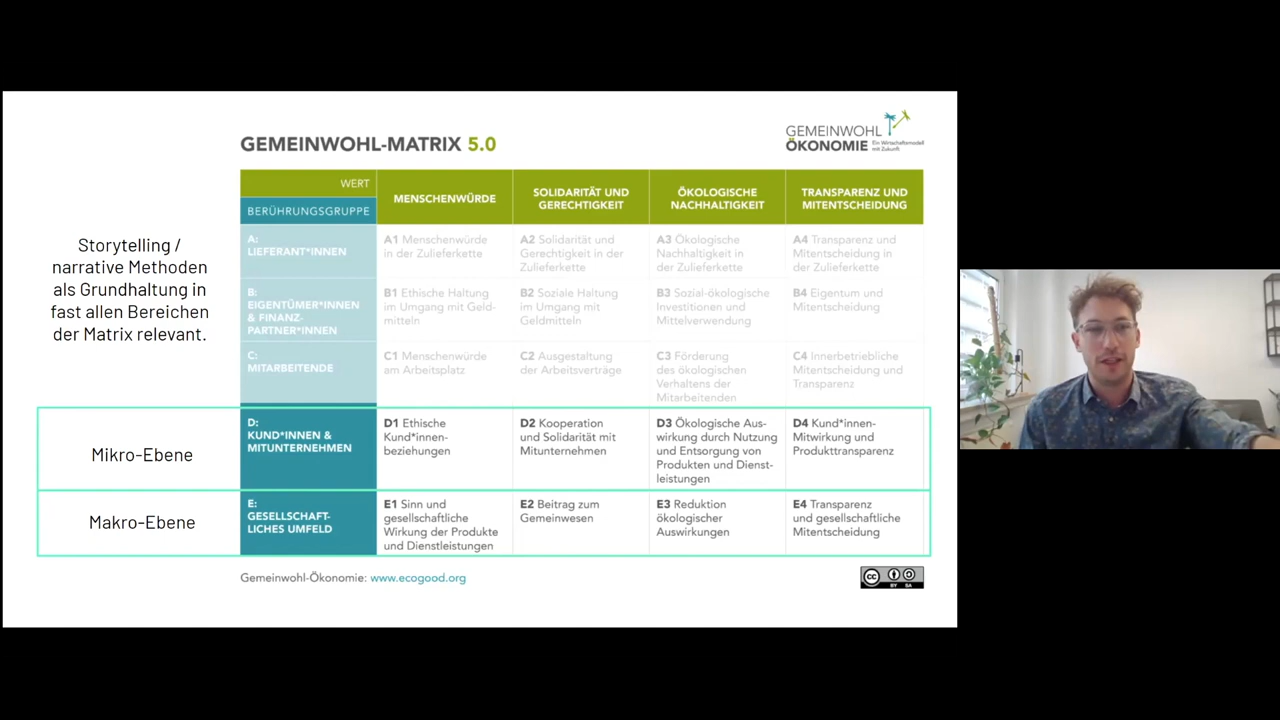 GEMEINWOHL-MATRIX 5.0
GEMEINWOHL
ÖKONOMIE Ein Wirtschaftsmodell
mit Zukunft
Storytelling /
narrative Methoden
als Grundhaltung in
fast allen Bereichen
der Matrix relevant.
WERT
BERÜHRUNGSGRUPPE
MENSCHENWÜRDE
SOLIDARITÄT UND
GERECHTIGKEIT
ÖKOLOGISCHE
NACHHALTIGKEIT
TRANSPARENZ UND
MITENTSCHEIDUNG
A:
LIEFERANT*INNEN
A1 Menschenwürde
in der Zulieferkette
A2 Solidarität und
Gerechtigkeit in der
Zulieferkette
A3 Ökologische
Nachhaltigkeit in
der Zulieferkette
A4 Transparenz und
Mitentscheidung in
der Zulieferkette
B:
EIGENTÜMER*INNEN
& FINANZ-
PARTNER*INNEN
B1 Ethische Haltung
im Umgang mit Geld-
mitteln
B2 Soziale Haltung
im Umgang mit
Geldmitteln
B3 Sozial-ökologische
Investitionen und
Mittelverwendung
B4 Eigentum und
Mitentscheidung
C:
MITARBEITENDE
C1 Menschenwürde
am Arbeitsplatz
C2 Ausgestaltung
der Arbeitsverträge
C3 Förderung
des ökologischen
Verhaltens der
Mitarbeitenden
C4 Innerbetriebliche
Mitentscheidung und
Transparenz
Mikro-Ebene
D:
KUND*INNEN &
MITUNTERNEHMEN
D1 Ethische
Kund*innen-
beziehungen
D2 Kooperation
und Solidarität mit
Mitunternehmen
D3 Ökologische Aus-
wirkung durch Nutzung
und Entsorgung von
Produkten und Dienst-
leistungen
D4 Kund*innen-
Mitwirkung und
Produkttransparenz
Makro-Ebene
E:
GESELLSCHAFT-
LICHES UMFELD
E1 Sinn und
gesellschaftliche
Wirkung der Produkte
und Dienstleistungen
E2 Beitrag zum
Gemeinwesen
E3 Reduktion
ökologischer
Auswirkungen
E4 Transparenz
und gesellschaftliche
Mitentscheidung
Gemeinwohl-Ökonomie: www.ecogood.org
cc
BY SA